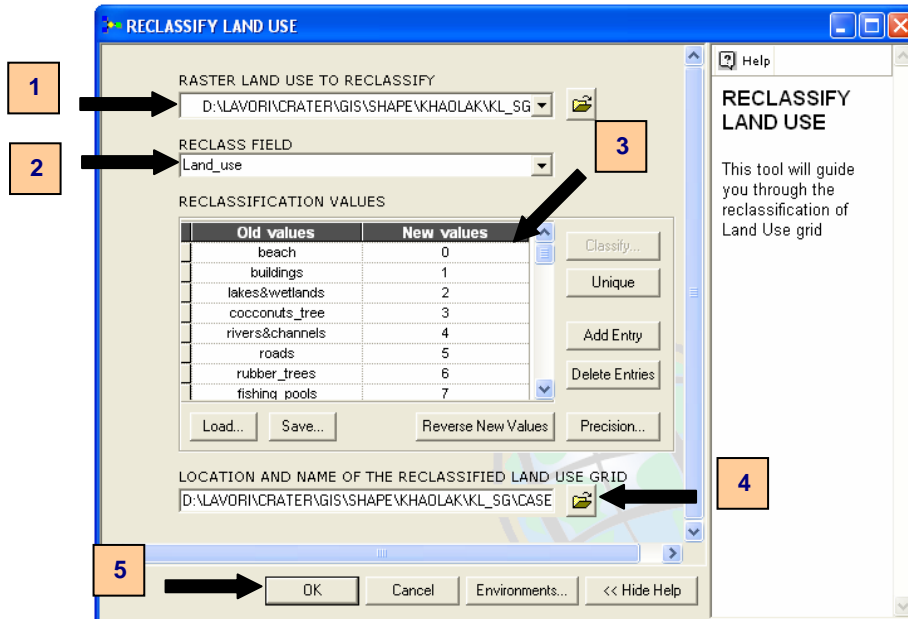 RECLASSIFY LAND USE
1
RASTER LAND USE TO RECLASSIFY
D:\LAVORI\CRATER\GIS\SHAPE\KHAOLAK\KL_SG
2
RECLASS FIELD
Land_use
3
RECLASSIFICATION VALUES
Old values New values
beach 0
buildings 1
lakes&wetlands 2
cocconuts_tree 3
rivers&channels 4
roads 5
rubber_trees 6
fishing pools 7
Classify...
Unique
Add Entry
Delete Entries
Load... Save... Reverse New Values Precision...
LOCATION AND NAME OF THE RECLASSIFIED LAND USE GRID
D:\LAVORI\CRATER\GIS\SHAPE\KHAOLAK\KL_SG\CASE
4
5
OK Cancel Environments... << Hide Help
Help
RECLASSIFY
LAND USE
This tool will guide
you through the
reclassification of
Land Use grid